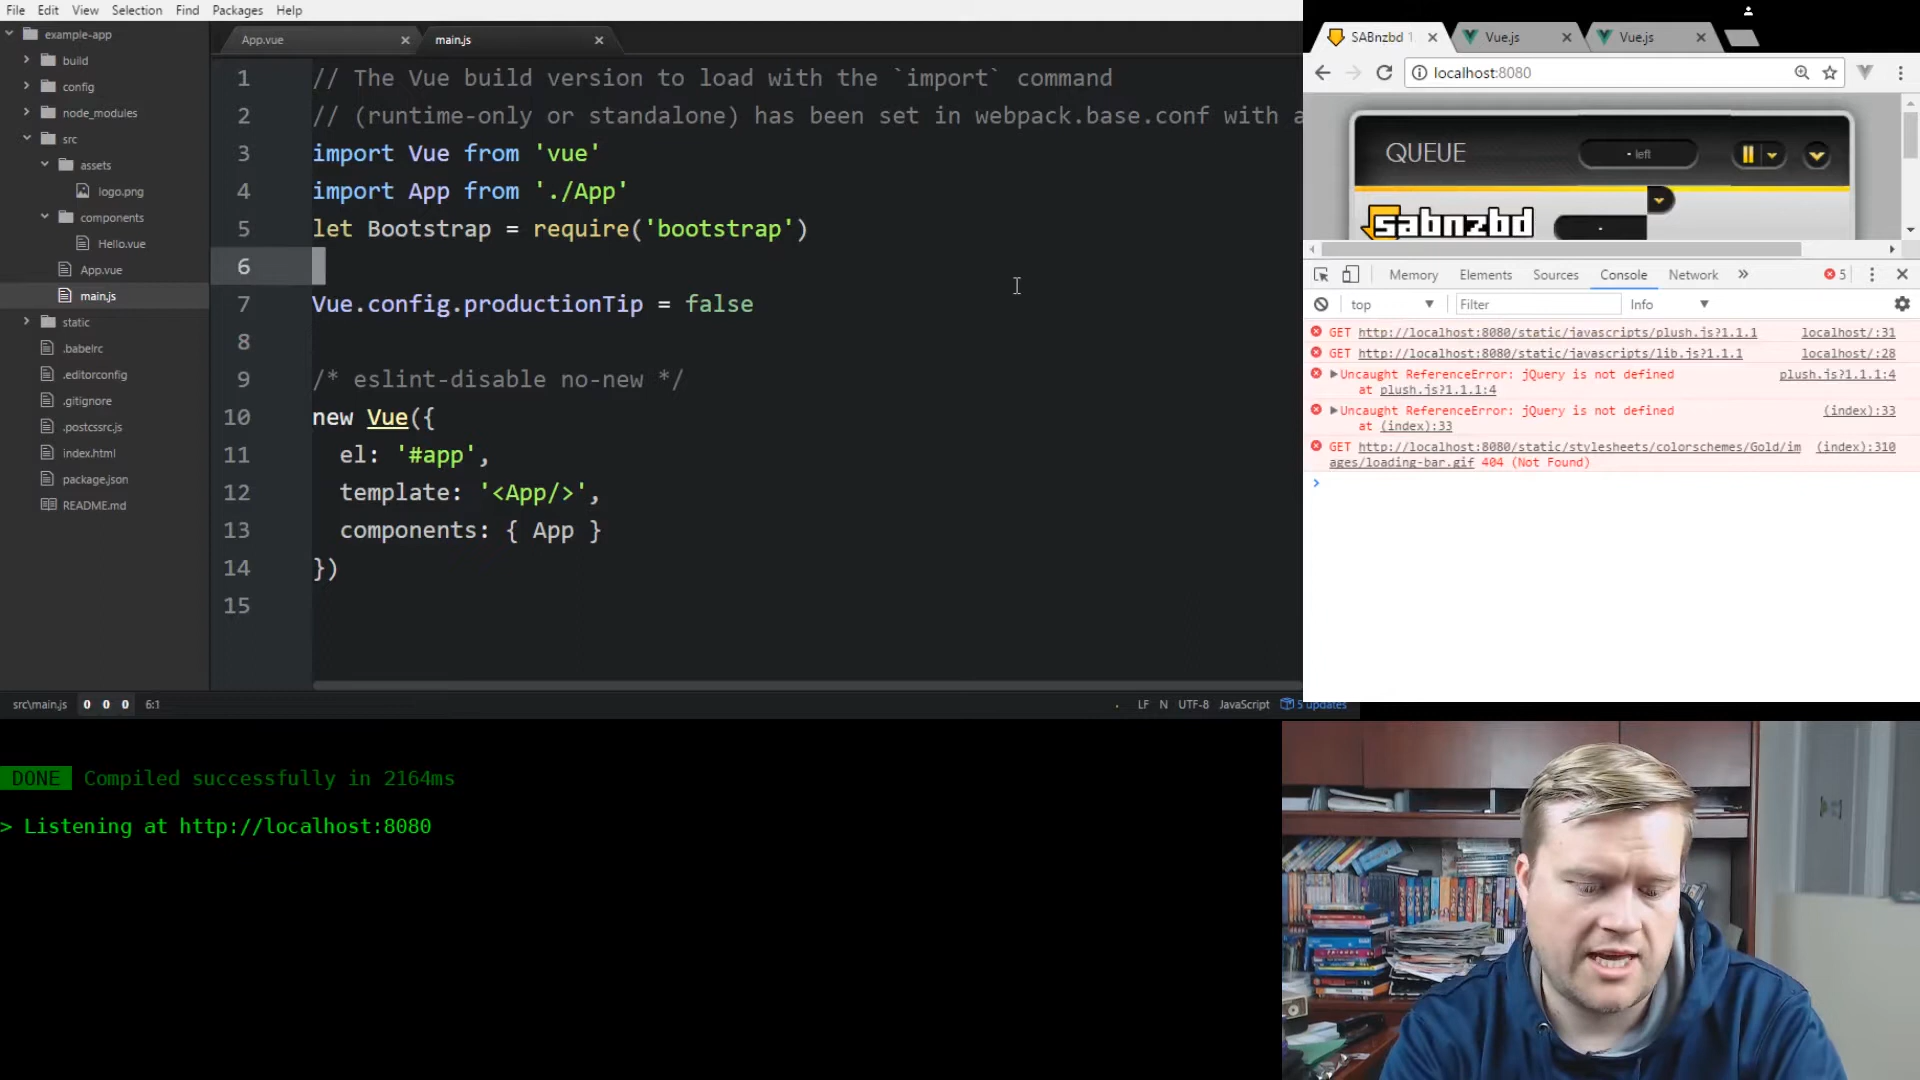 File Edit View Selection Find Packages Help
example-app
build
config
node_modules
src
assets
logo.png
components
Hello.vue
App.vue
main.js
static
.babelrc
.editorconfig
.gitignore
.postcssrc.js
index.html
package.json
README.md
App.vue
main.js
1 // The Vue build version to load with the `import` command
2 // (runtime-only or standalone) has been set in webpack.base.conf with a
3 import Vue from 'vue'
4 import App from './App'
5 let Bootstrap = require('bootstrap')
6
7 Vue.config.productionTip = false
8
9 /* eslint-disable no-new */
10 new Vue({
11 el: '#app',
12 template: '<App/>',
13 components: { App }
14 })
15
src\main.js 0 0 0 6:1
LF N UTF-8 JavaScript 5 updates
DONE Compiled successfully in 2164ms
> Listening at http://localhost:8080
SABnzbd 1 Vue.js Vue.js
localhost:8080
QUEUE - left
sabnzbd -
Memory Elements Sources Console Network » 5
top Filter Info
GET http://localhost:8080/static/javascripts/plush.js?1.1.1 localhost/:31
GET http://localhost:8080/static/javascripts/lib.js?1.1.1 localhost/:28
Uncaught ReferenceError: jQuery is not defined plush.js?1.1.1:4
at plush.js?1.1.1:4
Uncaught ReferenceError: jQuery is not defined (index):33
at (index):33
GET http://localhost:8080/static/stylesheets/colorschemes/Gold/im (index):310
ages/loading-bar.gif 404 (Not Found)